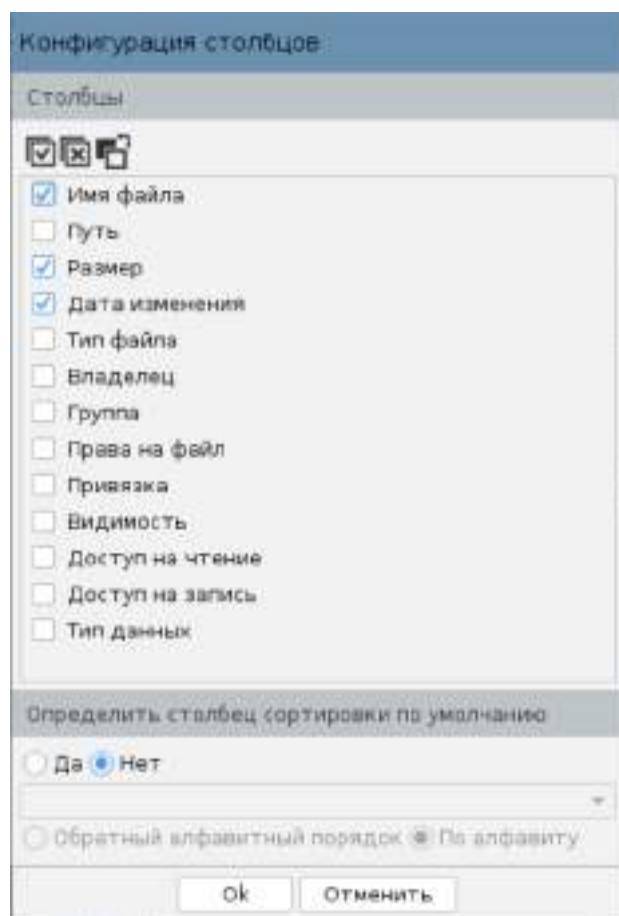 Конфигурация столбцов
Столбцы
Имя файла
Путь
Размер
Дата изменения
Тип файла
Владелец
Группа
Права на файл
Привязка
Видимость
Доступ на чтение
Доступ на запись
Тип данных
Определить столбец сортировки по умолчанию
Да Нет
Обратный алфавитный порядок По алфавиту
Ok Отменить